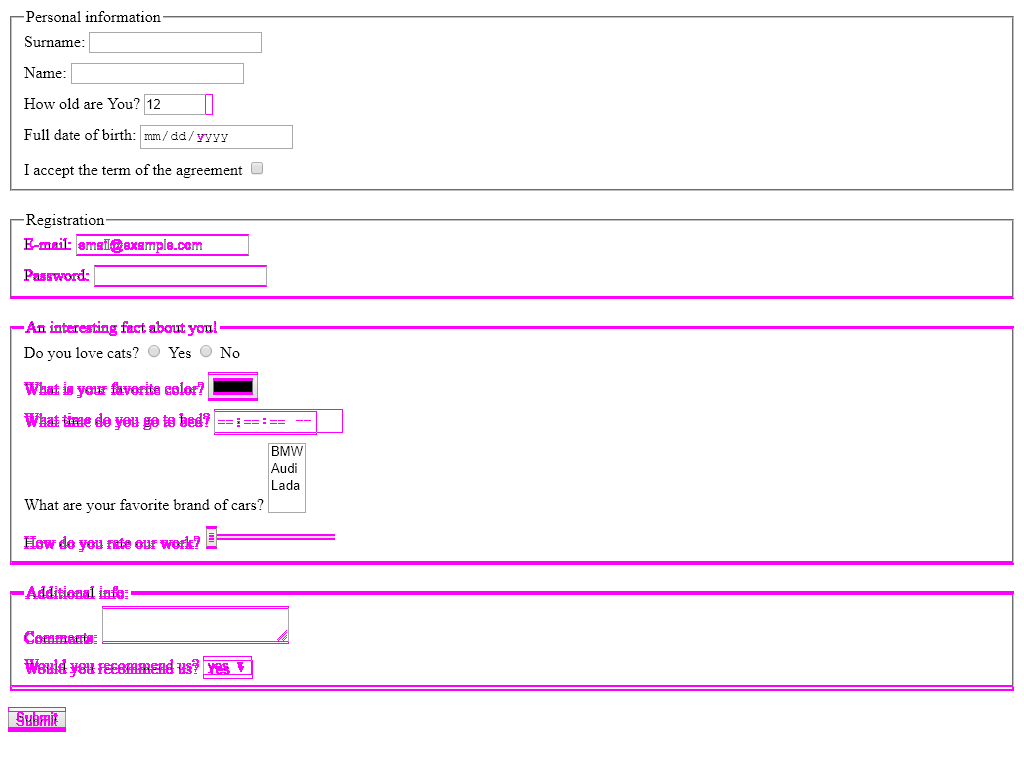 Personal information
Surname:
Name:
How old are You? 12
Full date of birth: mm/dd/yyyy
I accept the term of the agreement
Registration
E-mail: email@example.com
Password:
An interesting fact about you!
Do you love cats? Yes No
What is your favorite color?
What time do you go to bed? --:--:-- --
BMW
Audi
Lada
What are your favorite brand of cars?
How do you rate our work?
Additional info:
Comments:
Would you recommend us? yes
Submit